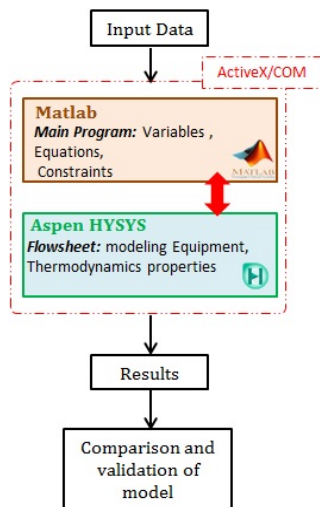 Input Data
ActiveX/COM
Matlab
Main Program: Variables ,
Equations,
Constraints
MATLAB
Aspen HYSYS
Flowsheet: modeling Equipment,
Thermodynamics properties
H
Results
Comparison and
validation of
model